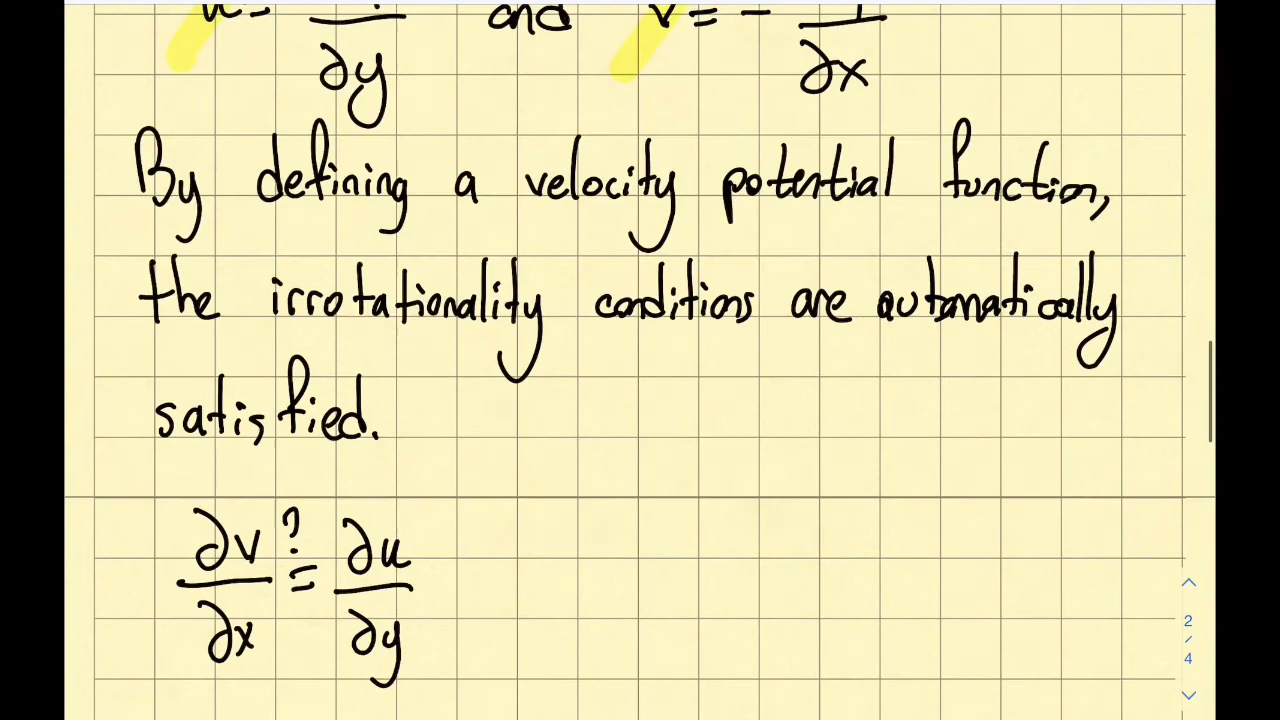 u = ∂y and v = - ∂x
By defining a velocity potential function,
the irrotationality conditions are automatically
satisfied.
∂v/∂x ?= ∂u/∂y
2/4